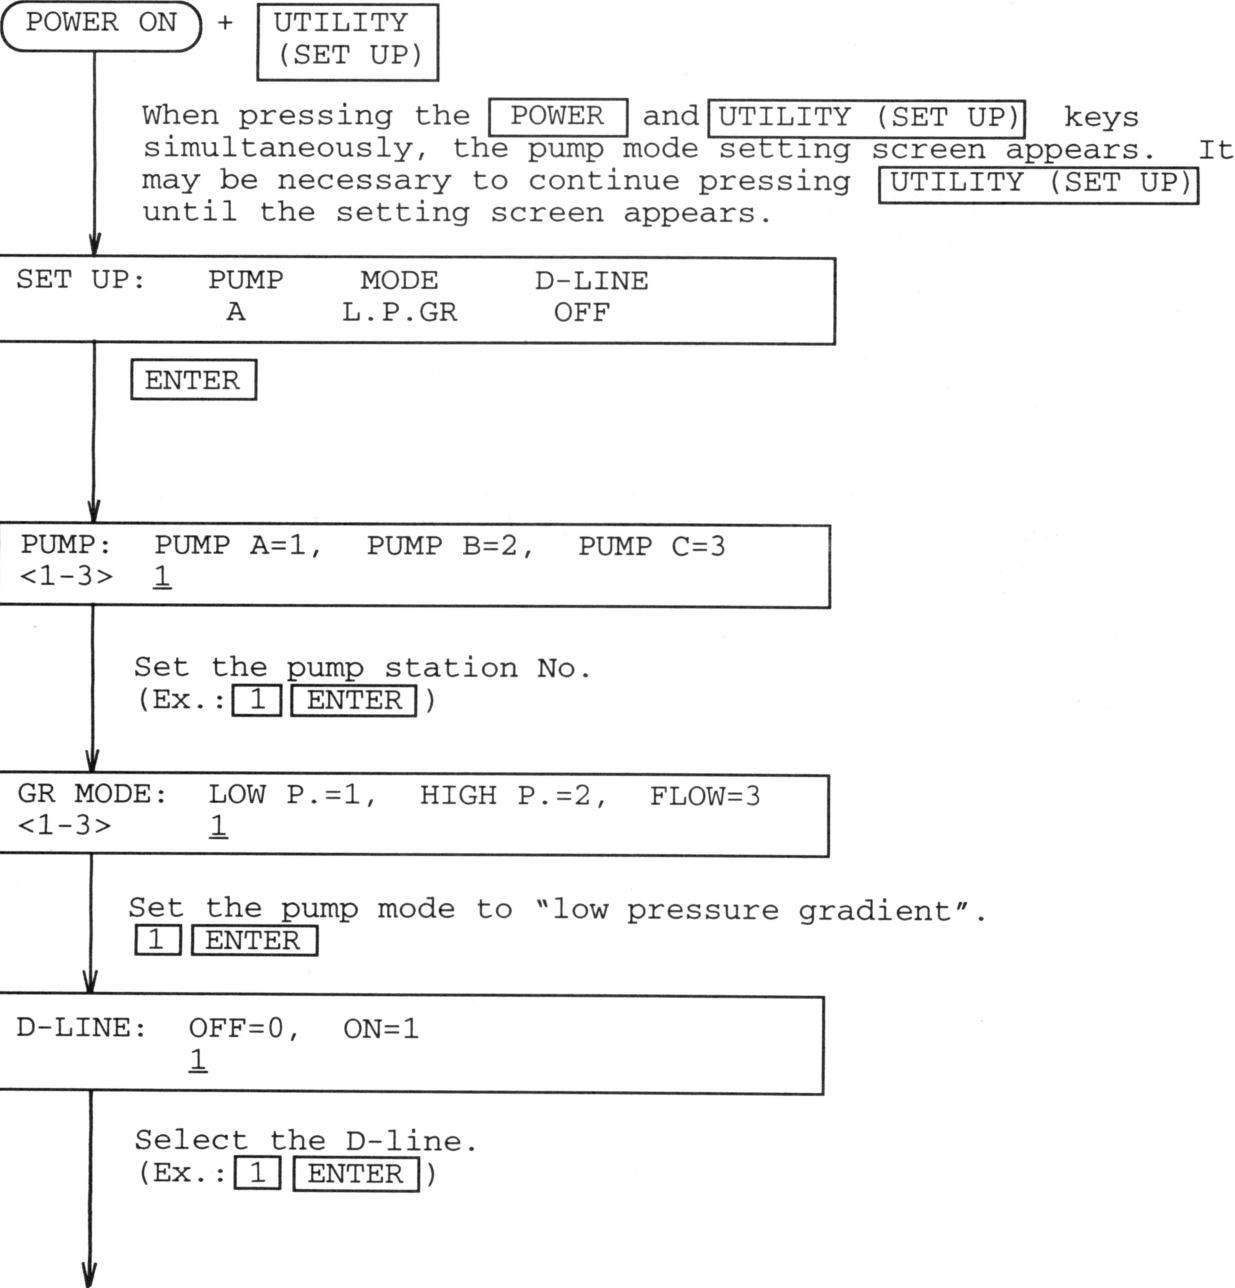 POWER ON + UTILITY
(SET UP)
When pressing the POWER and UTILITY (SET UP) keys
simultaneously, the pump mode setting screen appears. It
may be necessary to continue pressing UTILITY (SET UP)
until the setting screen appears.
SET UP: PUMP MODE D-LINE
A L.P.GR OFF
ENTER
PUMP: PUMP A=1, PUMP B=2, PUMP C=3
<1-3> 1
Set the pump station No.
(Ex.: 1 ENTER )
GR MODE: LOW P.=1, HIGH P.=2, FLOW=3
<1-3> 1
Set the pump mode to "low pressure gradient".
1 ENTER
D-LINE: OFF=0, ON=1
1
Select the D-line.
(Ex.: 1 ENTER )